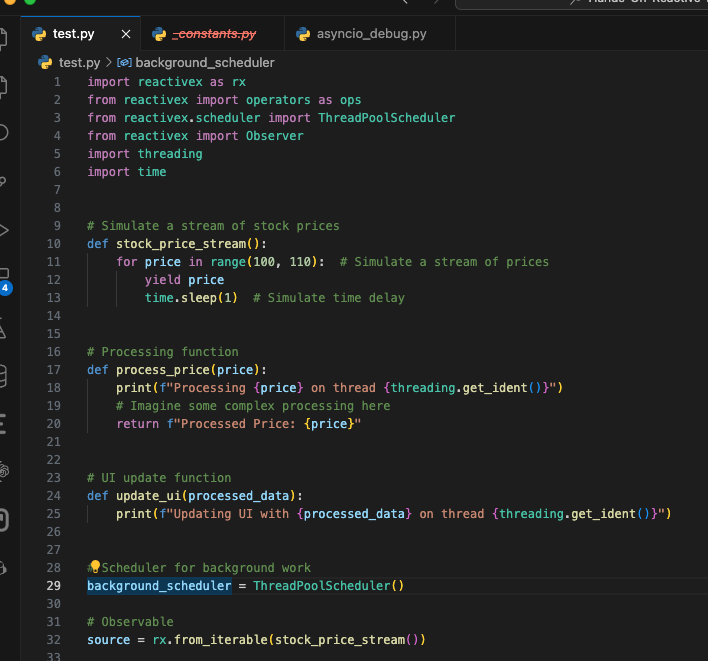 Hands-On-Reactive
test.py
_constants.py
asyncio_debug.py
test.py > background_scheduler
1 import reactivex as rx
2 from reactivex import operators as ops
3 from reactivex.scheduler import ThreadPoolScheduler
4 from reactivex import Observer
5 import threading
6 import time
7
8
9 # Simulate a stream of stock prices
10 def stock_price_stream():
11     for price in range(100, 110):  # Simulate a stream of prices
12         yield price
13         time.sleep(1)  # Simulate time delay
14
15
16 # Processing function
17 def process_price(price):
18     print(f"Processing {price} on thread {threading.get_ident()}")
19     # Imagine some complex processing here
20     return f"Processed Price: {price}"
21
22
23 # UI update function
24 def update_ui(processed_data):
25     print(f"Updating UI with {processed_data} on thread {threading.get_ident()}")
26
27
28 # Scheduler for background work
29 background_scheduler = ThreadPoolScheduler()
30
31 # Observable
32 source = rx.from_iterable(stock_price_stream())
33
4